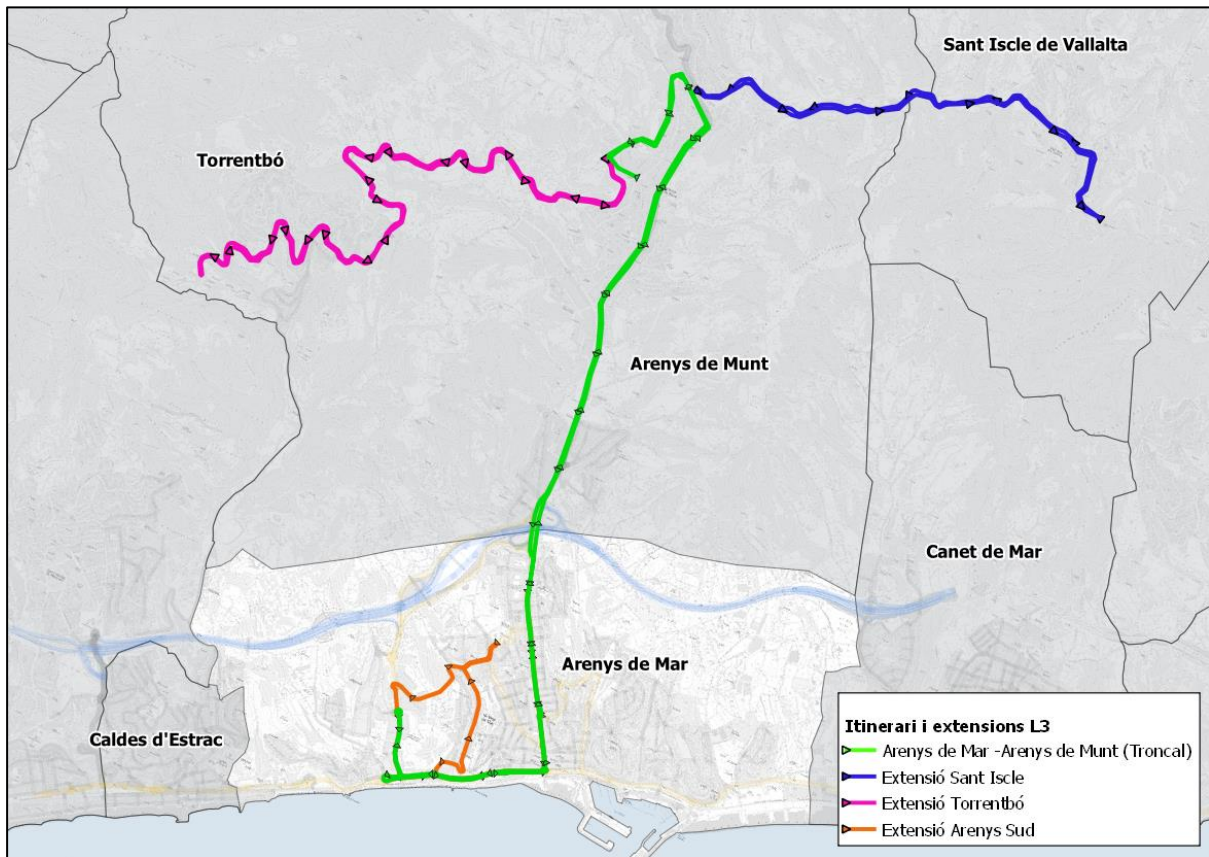 Sant Iscle de Vallalta
Torrentbó
Arenys de Munt
Canet de Mar
Arenys de Mar
Caldes d'Estrac
Itinerari i extensions L3
Arenys de Mar -Arenys de Munt (Troncal)
Extensió Sant Iscle
Extensió Torrentbó
Extensió Arenys Sud